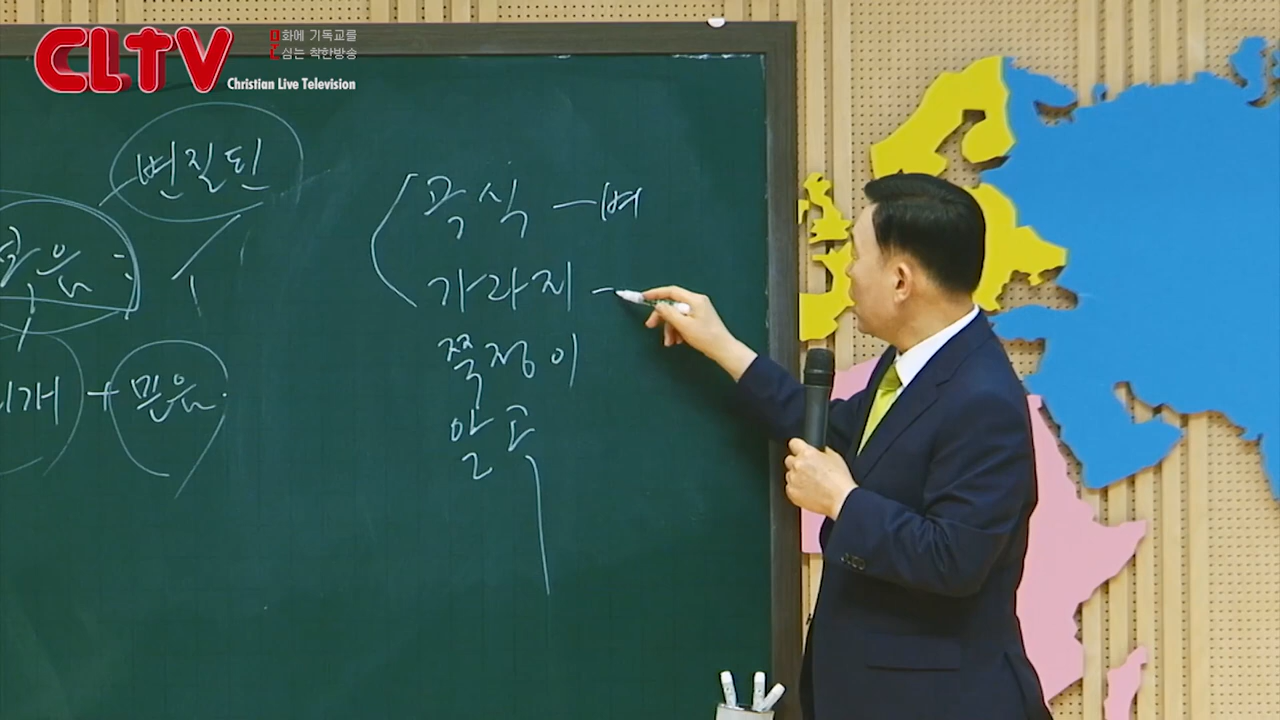 CLTV
문화에 기독교를
심는 착한방송
Christian Live Television
변질된
믿음
곡식 - 벼
가라지 -
쭉정이
알곡